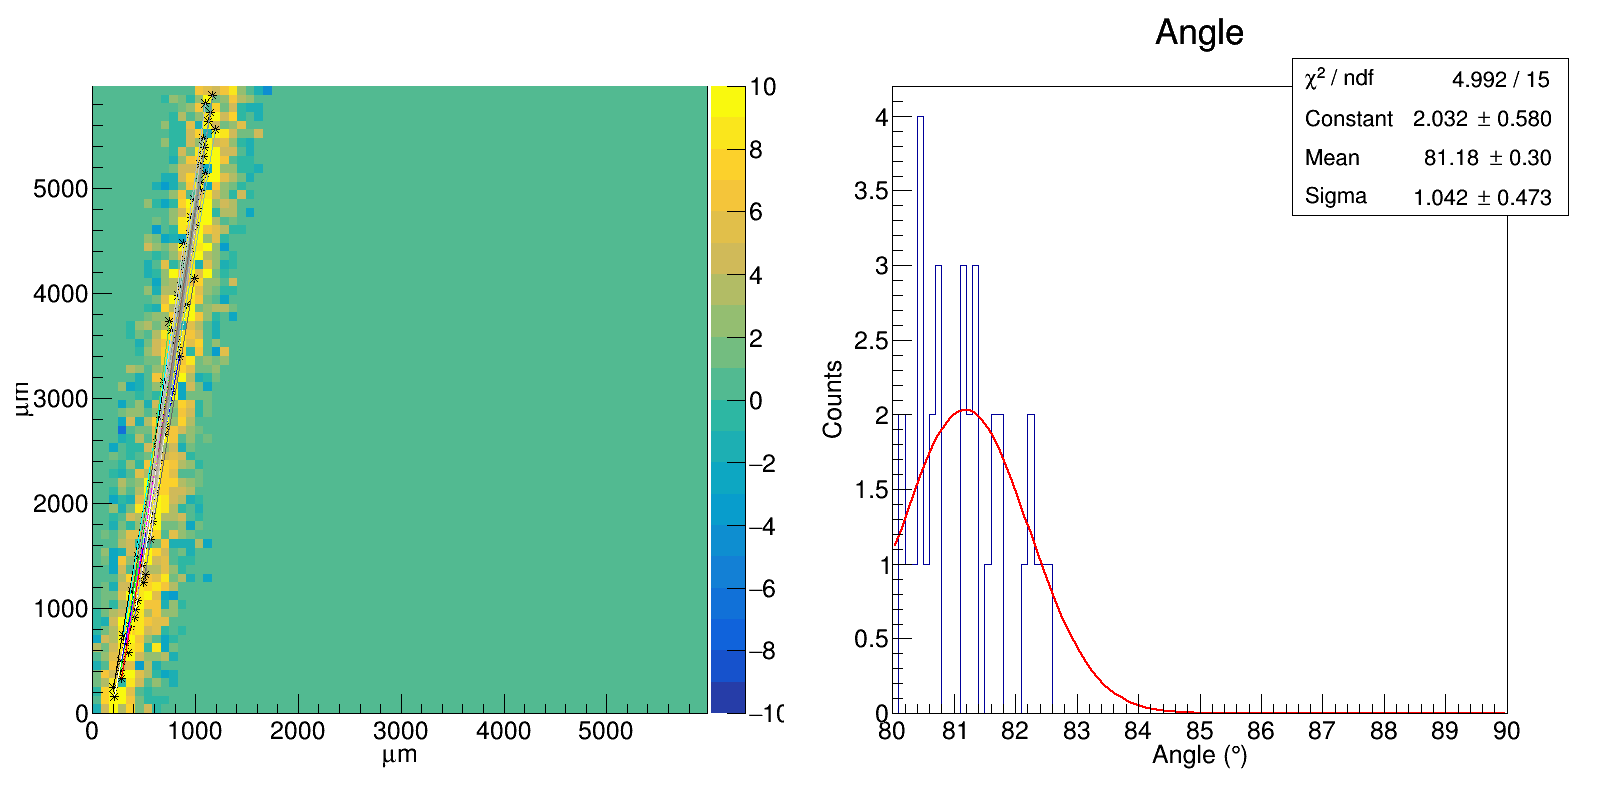 Angle
χ² / ndf 4.992 / 15
Constant 2.032 ± 0.580
Mean 81.18 ± 0.30
Sigma 1.042 ± 0.473
μm
5000
4000
3000
2000
1000
0
0 1000 2000 3000 4000 5000
μm
10
8
6
4
2
0
−2
−4
−6
−8
−10
Counts
4
3.5
3
2.5
2
1.5
1
0.5
0
80 81 82 83 84 85 86 87 88 89 90
Angle (°)